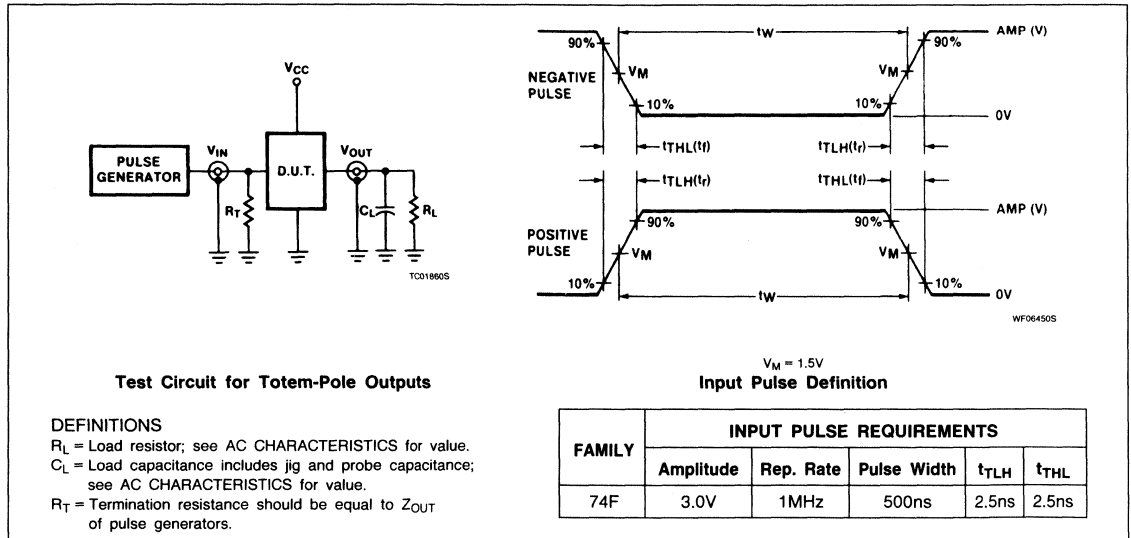 VCC
PULSE
GENERATOR
VIN
D.U.T.
VOUT
RT
CL
RL
TC01860S
Test Circuit for Totem-Pole Outputs
DEFINITIONS
RL = Load resistor; see AC CHARACTERISTICS for value.
CL = Load capacitance includes jig and probe capacitance;
see AC CHARACTERISTICS for value.
RT = Termination resistance should be equal to ZOUT
of pulse generators.
tW
AMP (V)
90%
90%
NEGATIVE
PULSE
VM
VM
10%
10%
0V
tTHL(tf)
tTLH(tr)
tTLH(tr)
tTHL(tf)
AMP (V)
90%
90%
POSITIVE
PULSE
VM
VM
10%
10%
tW
0V
WF06450S
VM = 1.5V
Input Pulse Definition
FAMILY
INPUT PULSE REQUIREMENTS
Amplitude Rep. Rate Pulse Width tTLH tTHL
74F 3.0V 1MHz 500ns 2.5ns 2.5ns